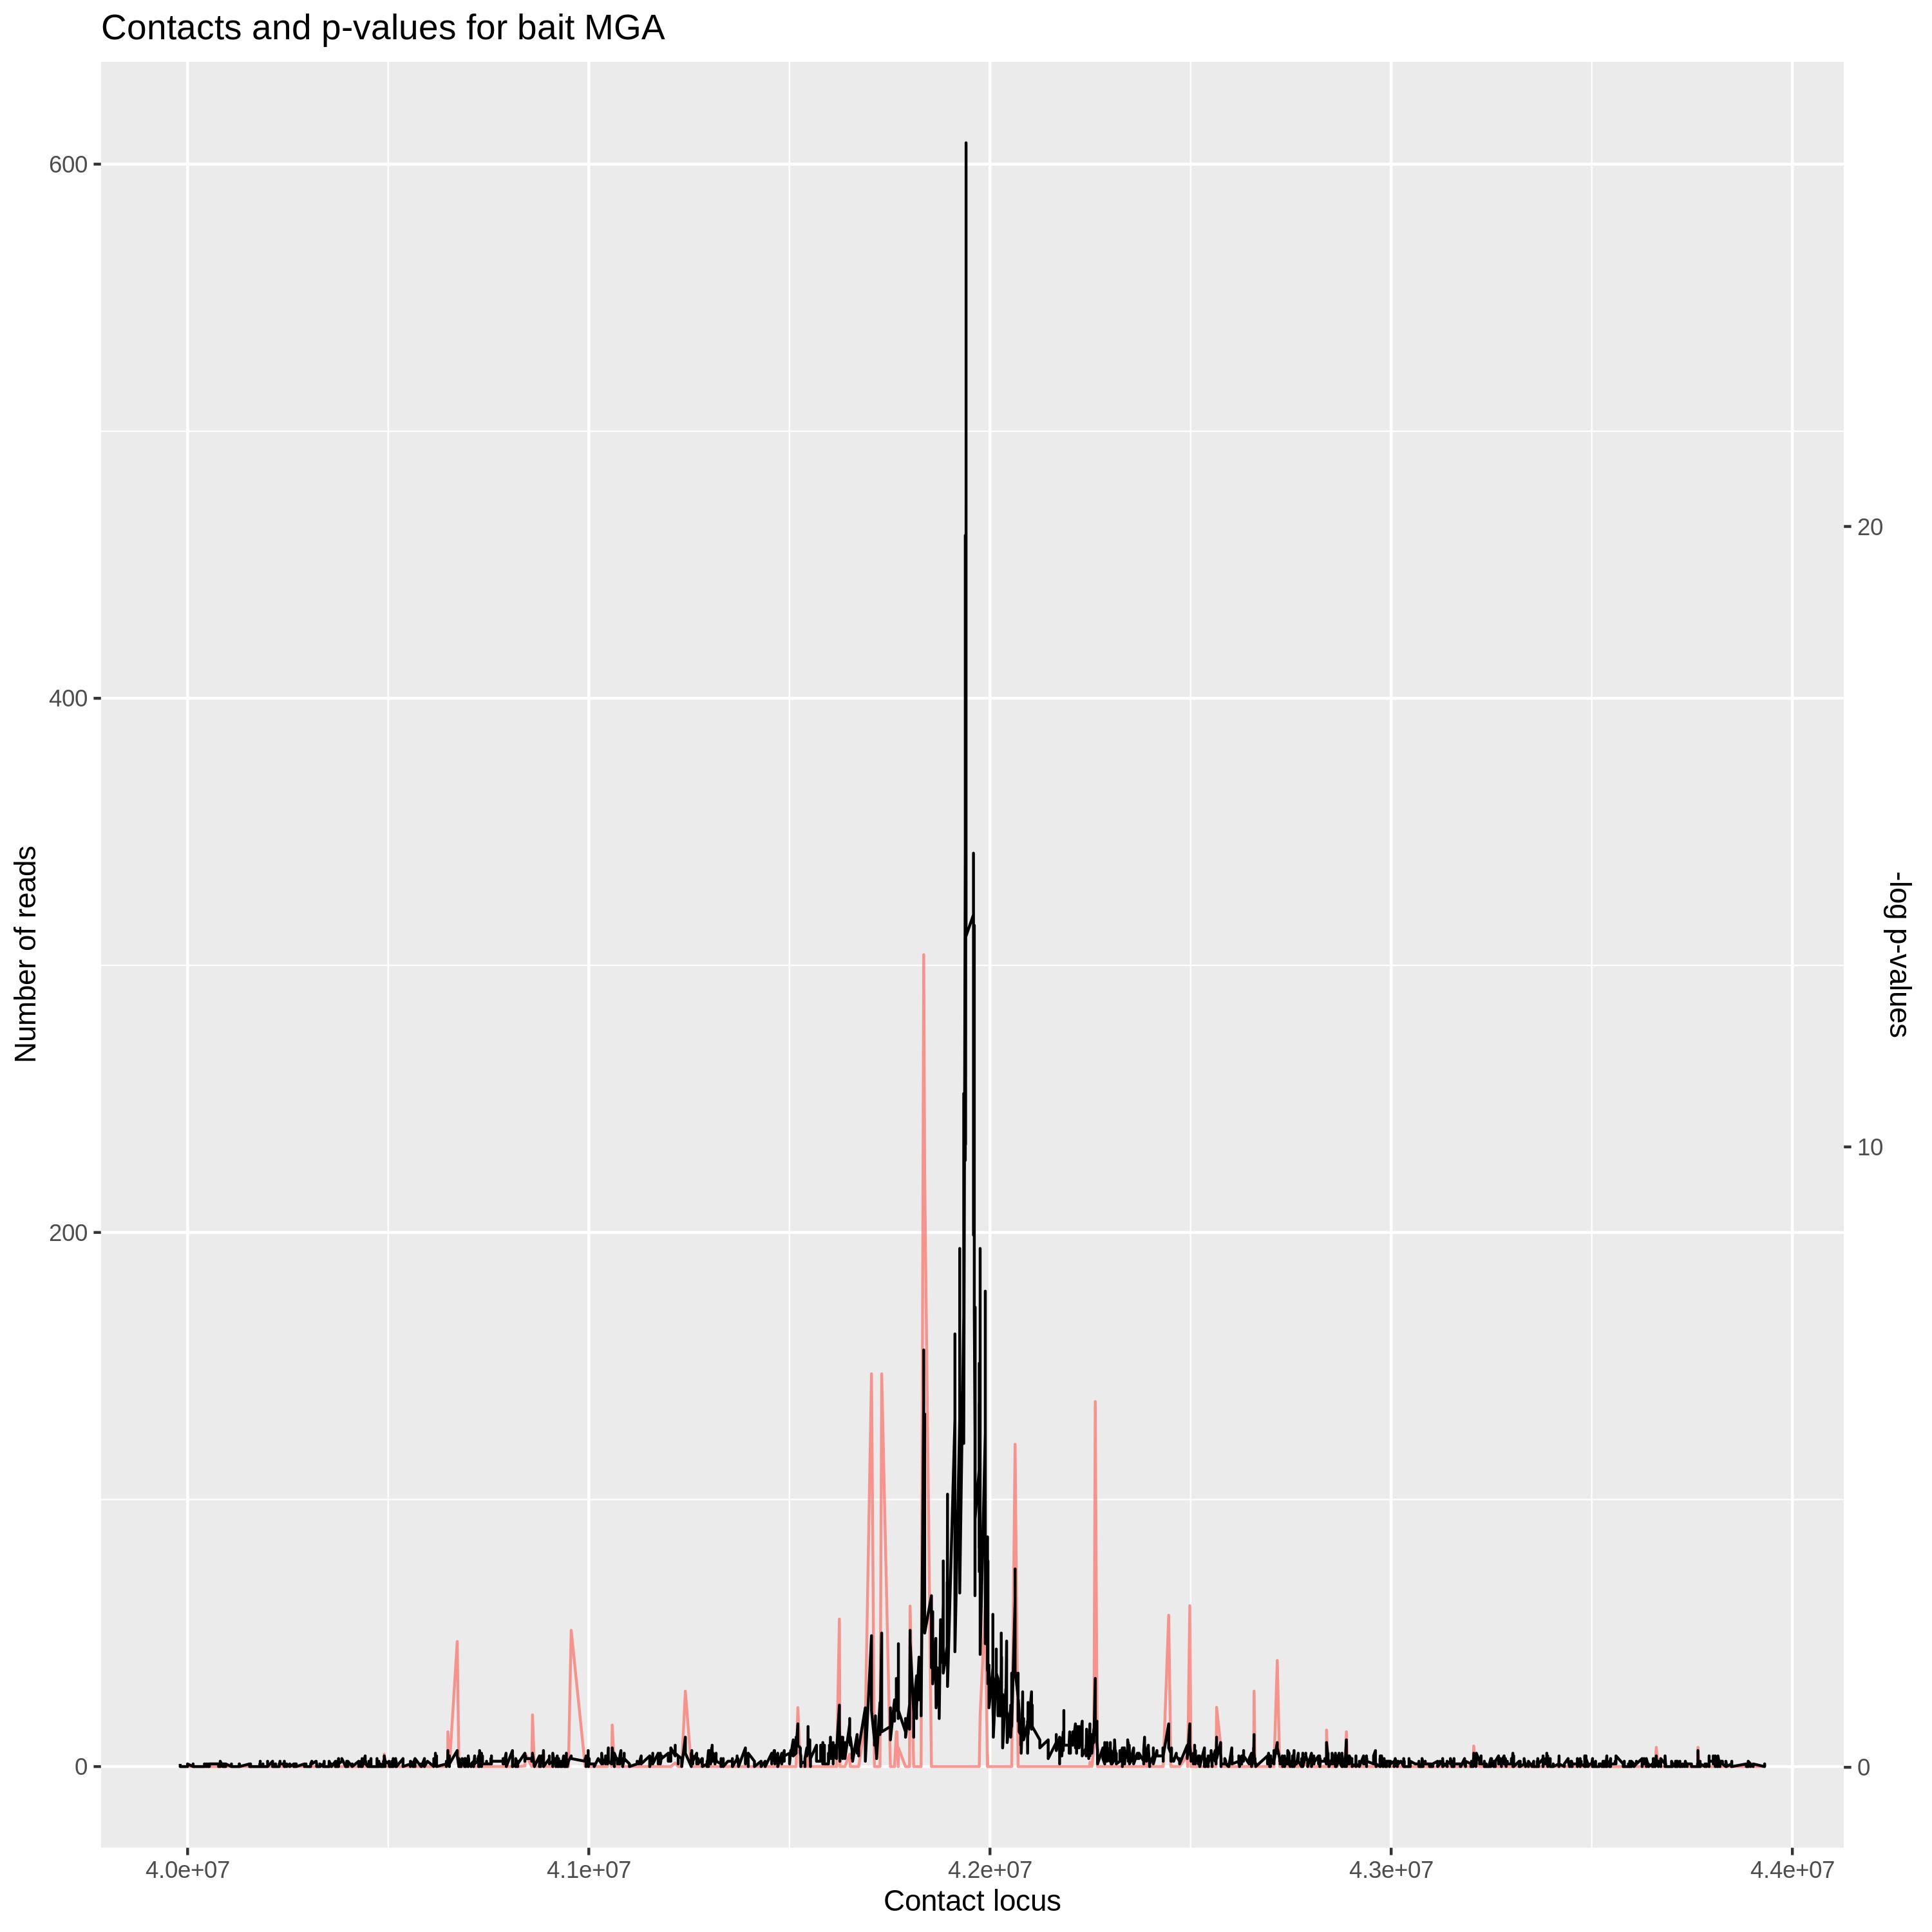 Contacts and p-values for bait MGA
600
400
200
0
Number of reads
20
10
0
-log p-values
4.0e+07
4.1e+07
4.2e+07
4.3e+07
4.4e+07
Contact locus